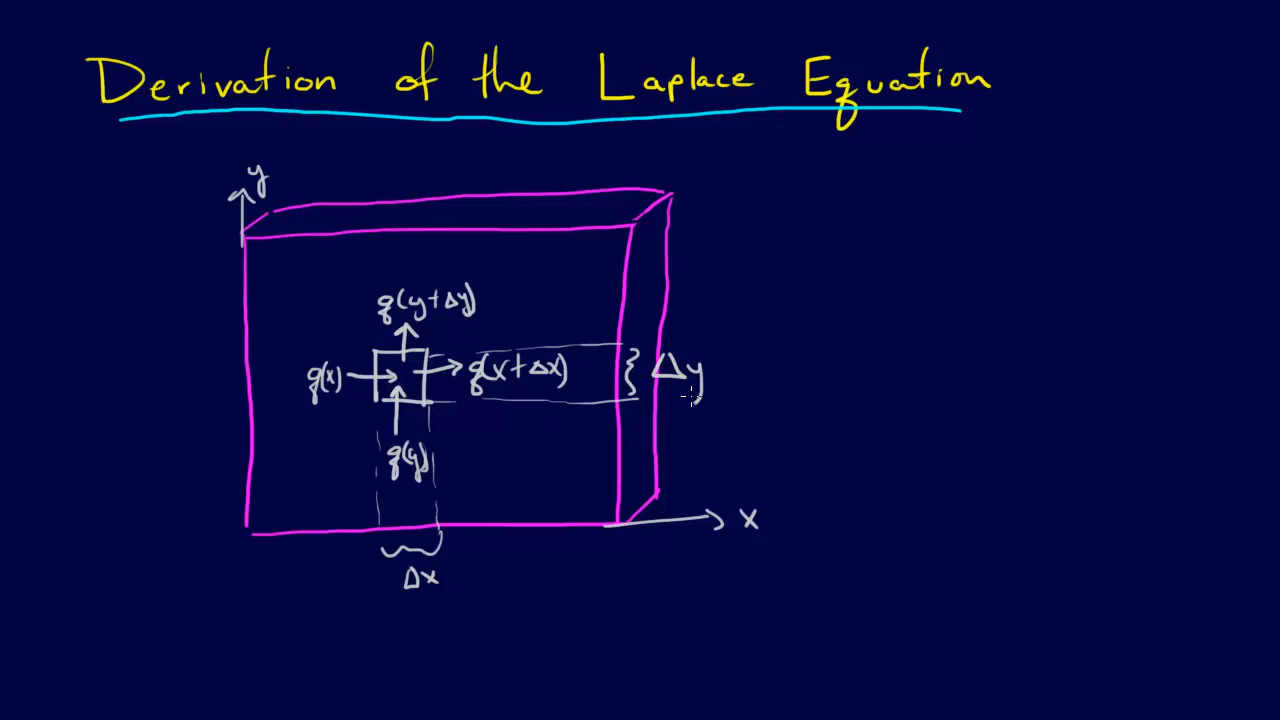 Derivation of the Laplace Equation
y
q(y+Δy)
q(x)
q(x+Δx)
Δy
q(y)
x
Δx